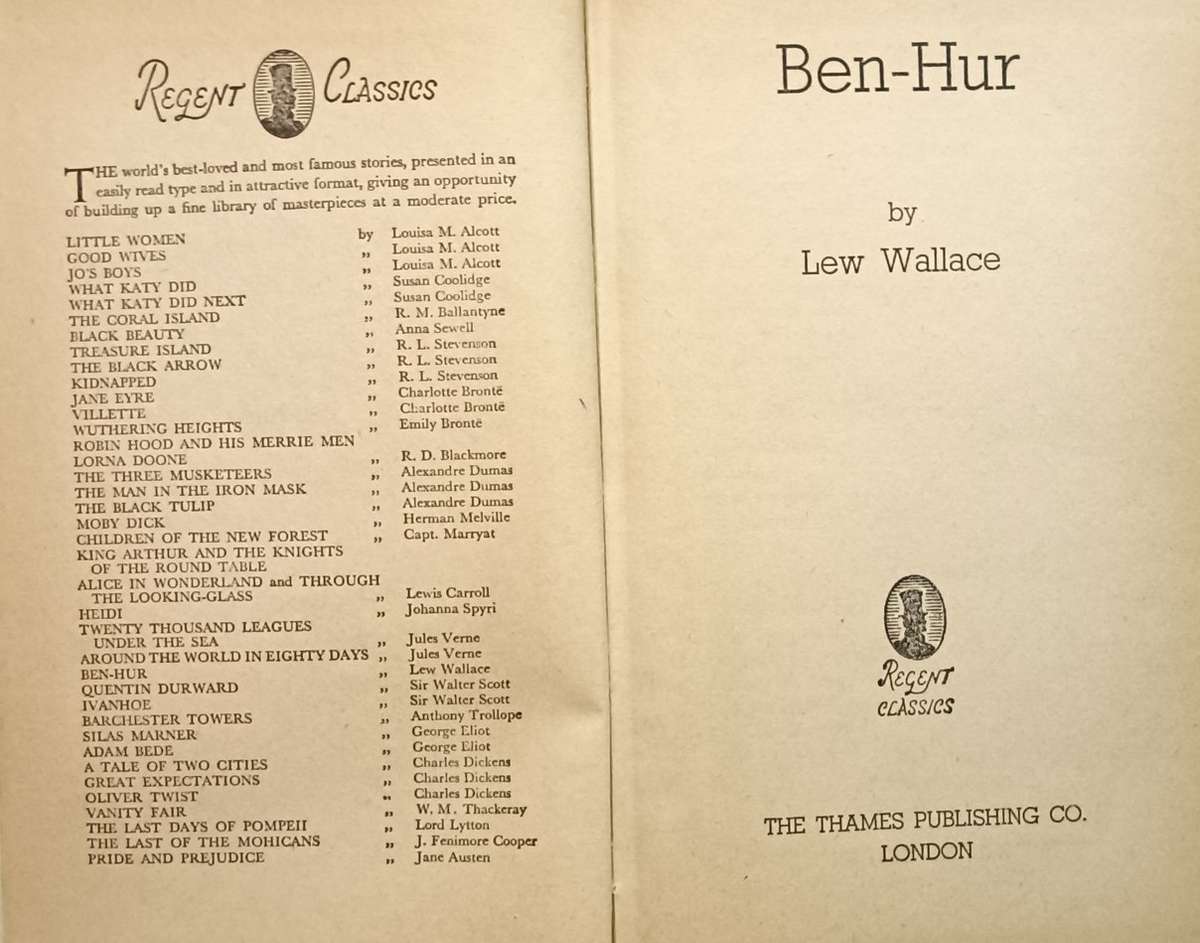 REGENT CLASSICS
THE world's best-loved and most famous stories, presented in an
easily read type and in attractive format, giving an opportunity
of building up a fine library of masterpieces at a moderate price.
LITTLE WOMEN by Louisa M. Alcott
GOOD WIVES ,, Louisa M. Alcott
JO'S BOYS ,, Louisa M. Alcott
WHAT KATY DID ,, Susan Coolidge
WHAT KATY DID NEXT ,, Susan Coolidge
THE CORAL ISLAND ,, R. M. Ballantyne
BLACK BEAUTY ,, Anna Sewell
TREASURE ISLAND ,, R. L. Stevenson
THE BLACK ARROW ,, R. L. Stevenson
KIDNAPPED ,, R. L. Stevenson
JANE EYRE ,, Charlotte Brontë
VILLETTE ,, Charlotte Brontë
WUTHERING HEIGHTS ,, Emily Brontë
ROBIN HOOD AND HIS MERRIE MEN
LORNA DOONE ,, R. D. Blackmore
THE THREE MUSKETEERS ,, Alexandre Dumas
THE MAN IN THE IRON MASK ,, Alexandre Dumas
THE BLACK TULIP ,, Alexandre Dumas
MOBY DICK ,, Herman Melville
CHILDREN OF THE NEW FOREST ,, Capt. Marryat
KING ARTHUR AND THE KNIGHTS
OF THE ROUND TABLE
ALICE IN WONDERLAND and THROUGH
THE LOOKING-GLASS ,, Lewis Carroll
HEIDI ,, Johanna Spyri
TWENTY THOUSAND LEAGUES
UNDER THE SEA ,, Jules Verne
AROUND THE WORLD IN EIGHTY DAYS ,, Jules Verne
BEN-HUR ,, Lew Wallace
QUENTIN DURWARD ,, Sir Walter Scott
IVANHOE ,, Sir Walter Scott
BARCHESTER TOWERS ,, Anthony Trollope
SILAS MARNER ,, George Eliot
ADAM BEDE ,, George Eliot
A TALE OF TWO CITIES ,, Charles Dickens
GREAT EXPECTATIONS ,, Charles Dickens
OLIVER TWIST ,, Charles Dickens
VANITY FAIR ,, W. M. Thackeray
THE LAST DAYS OF POMPEII ,, Lord Lytton
THE LAST OF THE MOHICANS ,, J. Fenimore Cooper
PRIDE AND PREJUDICE ,, Jane Austen
Ben-Hur
by
Lew Wallace
REGENT
CLASSICS
THE THAMES PUBLISHING CO.
LONDON